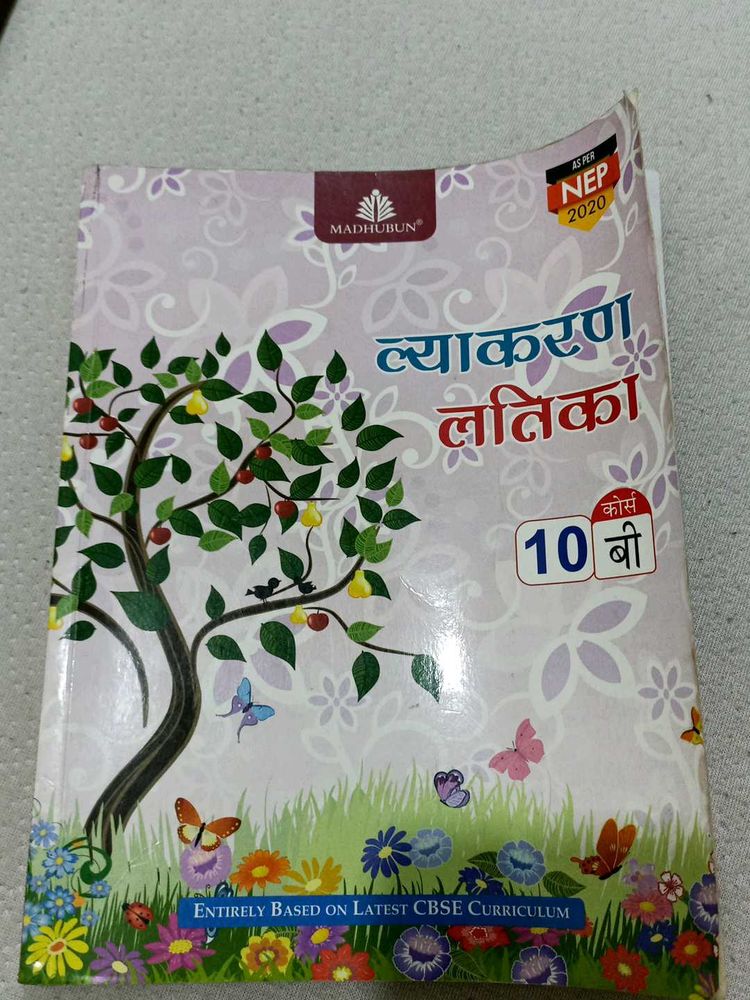 MADHUBUN®
AS PER
NEP
2020
व्याकरण
लतिका
10
कोर्स
बी
ENTIRELY BASED ON LATEST CBSE CURRICULUM